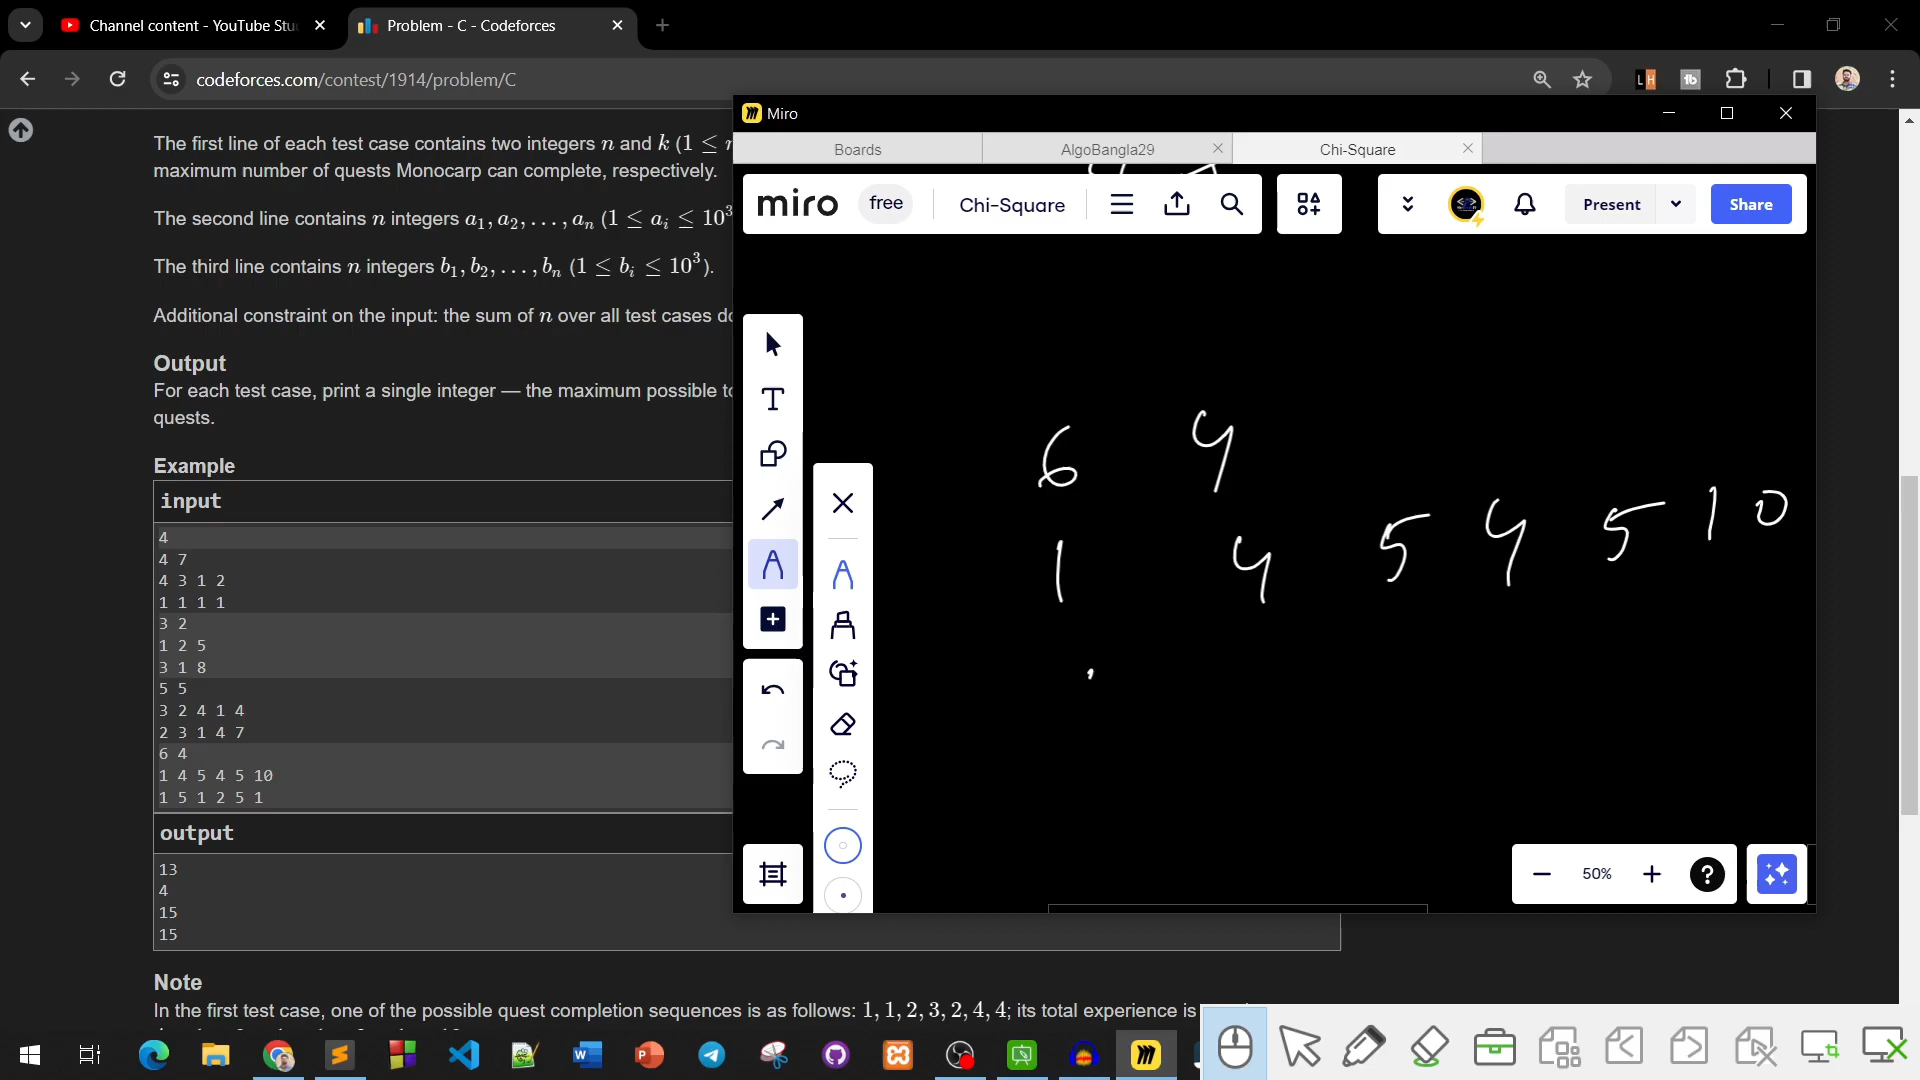 Channel content - YouTube Stu
Problem - C - Codeforces
codeforces.com/contest/1914/problem/C
The first line of each test case contains two integers n and k (1 ≤
maximum number of quests Monocarp can complete, respectively.
The second line contains n integers a₁, a₂, . . . , aₙ (1 ≤ aᵢ ≤ 10³
The third line contains n integers b₁, b₂, . . . , bₙ (1 ≤ bᵢ ≤ 10³).
Additional constraint on the input: the sum of n over all test cases do
Output
For each test case, print a single integer — the maximum possible to
quests.
Example
input
4
4 7
4 3 1 2
1 1 1 1
3 2
1 2 5
3 1 8
5 5
3 2 4 1 4
2 3 1 4 7
6 4
1 4 5 4 5 10
1 5 1 2 5 1
output
13
4
15
15
Note
In the first test case, one of the possible quest completion sequences is as follows: 1, 1, 2, 3, 2, 4, 4; its total experience is
Miro
Boards
AlgoBangla29
Chi-Square
miro
free
Chi-Square
Present
Share
6 4
1 4 5 4 5 10
50%